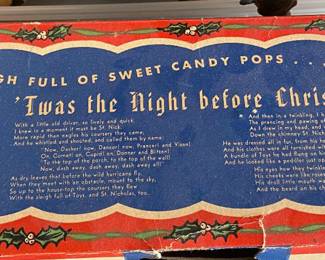 GH FULL OF SWEET CANDY POPS . . .
'Twas the Night before Chris
With a little old driver, so lively and quick,
I knew in a moment it must be St. Nick.
More rapid than eagles his coursers they came,
And he whistled and shouted, and called them by name:
"Now, Dasher! now, Dancer! now, Prancer! and Vixen!
On, Comet! on, Cupid! on, Donner and Blitzen!
To the top of the porch, to the top of the wall!
Now, dash away, dash away, dash away all!"
As dry leaves that before the wild hurricane fly,
When they meet with an obstacle, mount to the sky,
So up to the house-top the coursers they flew
With the sleigh full of Toys, and St. Nicholas, too
And then in a twinkling, I
The prancing and pawing
As I drew in my head, and
Down the chimney St.
He was dressed all in fur, from his
And his clothes were all tarnished
A bundle of Toys he had flung on
And he looked like a peddler just
His eyes how they
His cheeks were like
His droll little mouth
And the beard on his